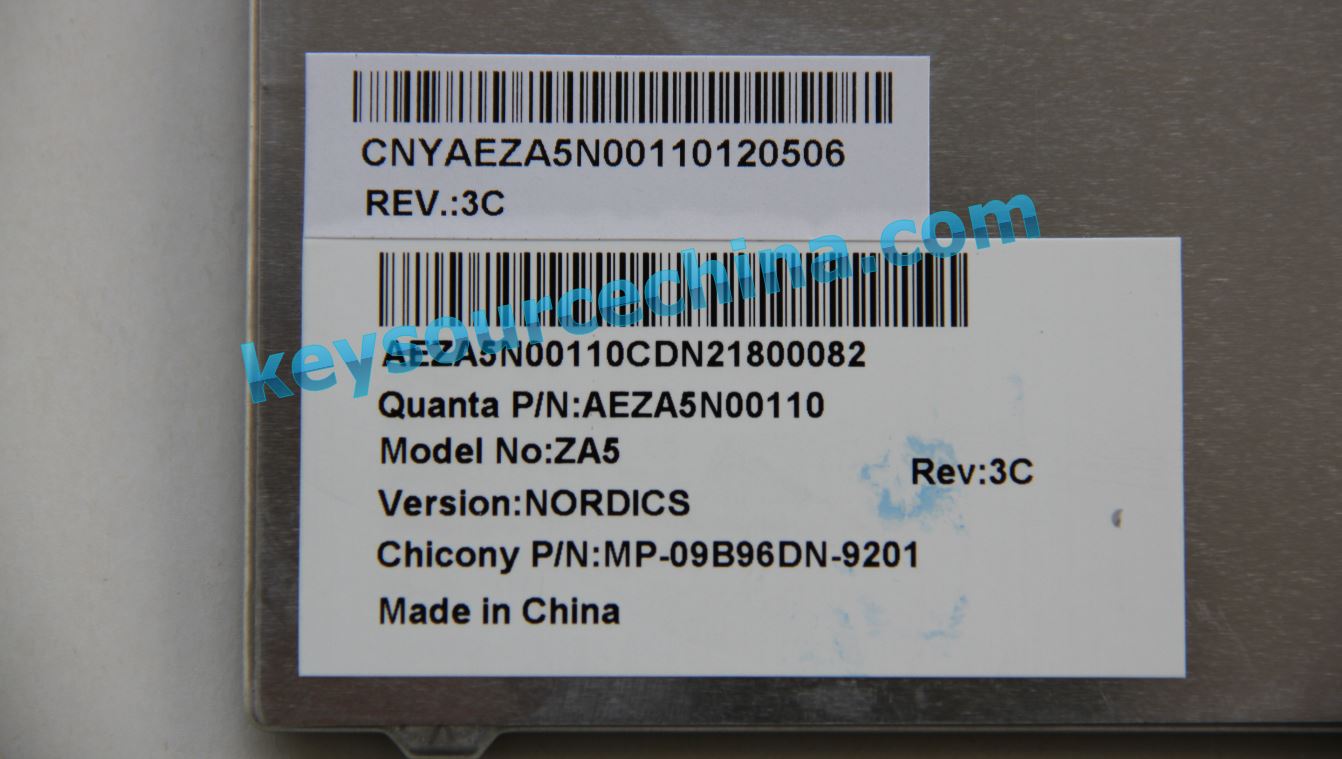 CNYAEZA5N00110120506
REV.:3C
keysourcechina.com
AEZA5N00110CDN21800082
Quanta P/N:AEZA5N00110
Model No:ZA5
Rev:3C
Version:NORDICS
Chicony P/N:MP-09B96DN-9201
Made in China